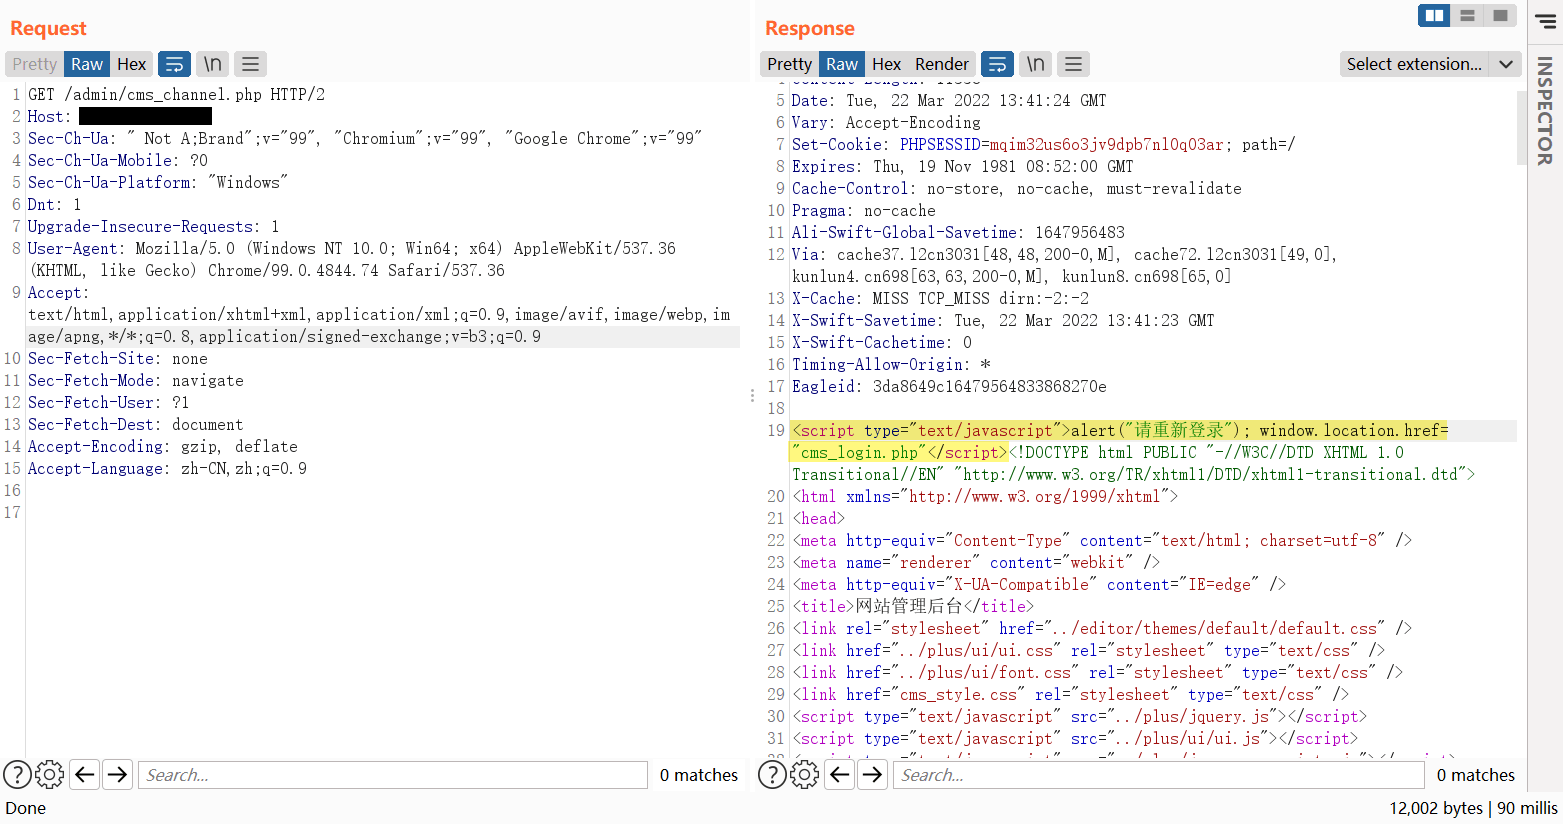 Request
Pretty Raw Hex \n
1 GET /admin/cms_channel.php HTTP/2
2 Host:
3 Sec-Ch-Ua: " Not A;Brand";v="99", "Chromium";v="99", "Google Chrome";v="99"
4 Sec-Ch-Ua-Mobile: ?0
5 Sec-Ch-Ua-Platform: "Windows"
6 Dnt: 1
7 Upgrade-Insecure-Requests: 1
8 User-Agent: Mozilla/5.0 (Windows NT 10.0; Win64; x64) AppleWebKit/537.36
(KHTML, like Gecko) Chrome/99.0.4844.74 Safari/537.36
9 Accept:
text/html,application/xhtml+xml,application/xml;q=0.9,image/avif,image/webp,im
age/apng,*/*;q=0.8,application/signed-exchange;v=b3;q=0.9
10 Sec-Fetch-Site: none
11 Sec-Fetch-Mode: navigate
12 Sec-Fetch-User: ?1
13 Sec-Fetch-Dest: document
14 Accept-Encoding: gzip, deflate
15 Accept-Language: zh-CN,zh;q=0.9
16
17
Search...
0 matches
Response
Pretty Raw Hex Render \n
Select extension...
INSPECTOR
5 Date: Tue, 22 Mar 2022 13:41:24 GMT
6 Vary: Accept-Encoding
7 Set-Cookie: PHPSESSID=mqim32us6o3jv9dpb7nl0q03ar; path=/
8 Expires: Thu, 19 Nov 1981 08:52:00 GMT
9 Cache-Control: no-store, no-cache, must-revalidate
10 Pragma: no-cache
11 Ali-Swift-Global-Savetime: 1647956483
12 Via: cache37.l2cn3031[48,48,200-0,M], cache72.l2cn3031[49,0],
kunlun4.cn698[63,63,200-0,M], kunlun8.cn698[65,0]
13 X-Cache: MISS TCP_MISS dirn:-2:-2
14 X-Swift-Savetime: Tue, 22 Mar 2022 13:41:23 GMT
15 X-Swift-Cachetime: 0
16 Timing-Allow-Origin: *
17 Eagleid: 3da8649c16479564833868270e
18
19 <script type="text/javascript">alert("请重新登录"); window.location.href=
"cms_login.php"</script><!DOCTYPE html PUBLIC "-//W3C//DTD XHTML 1.0
Transitional//EN" "http://www.w3.org/TR/xhtml1/DTD/xhtml1-transitional.dtd">
20 <html xmlns="http://www.w3.org/1999/xhtml">
21 <head>
22 <meta http-equiv="Content-Type" content="text/html; charset=utf-8" />
23 <meta name="renderer" content="webkit" />
24 <meta http-equiv="X-UA-Compatible" content="IE=edge" />
25 <title>网站管理后台</title>
26 <link rel="stylesheet" href="../editor/themes/default/default.css" />
27 <link href="../plus/ui/ui.css" rel="stylesheet" type="text/css" />
28 <link href="../plus/ui/font.css" rel="stylesheet" type="text/css" />
29 <link href="cms_style.css" rel="stylesheet" type="text/css" />
30 <script type="text/javascript" src="../plus/jquery.js"></script>
31 <script type="text/javascript" src="../plus/ui/ui.js"></script>
Search...
0 matches
Done
12,002 bytes | 90 millis